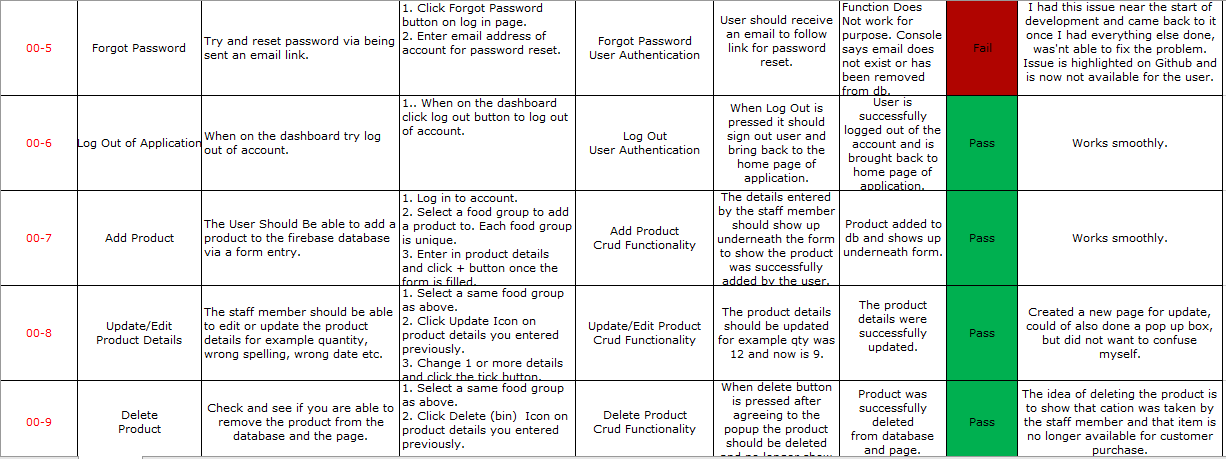 00-5
Forgot Password
Try and reset password via being
sent an email link.
1. Click Forgot Password
button on log in page.
2. Enter email address of
account for password reset.
Forgot Password
User Authentication
User should receive
an email to follow
link for password
reset.
Function Does
Not work for
purpose. Console
says email does
not exist or has
been removed
from db.
Fail
I had this issue near the start of
development and came back to it
once I had everything else done,
was'nt able to fix the problem.
Issue is highlighted on Github and
is now not available for the user.
00-6
Log Out of Application
When on the dashboard try log
out of account.
1.. When on the dashboard
click log out button to log out
of account.
Log Out
User Authentication
When Log Out is
pressed it should
sign out user and
bring back to the
home page of
application.
User is
successfully
logged out of the
account and is
brought back to
home page of
application.
Pass
Works smoothly.
00-7
Add Product
The User Should Be able to add a
product to the firebase database
via a form entry.
1. Log in to account.
2. Select a food group to add
a product to. Each food group
is unique.
3. Enter in product details
and click + button once the
form is filled.
Add Product
Crud Functionality
The details entered
by the staff member
should show up
underneath the form
to show the product
was successfully
added by the user.
Product added to
db and shows up
underneath form.
Pass
Works smoothly.
00-8
Update/Edit
Product Details
The staff member should be able
to edit or update the product
details for example quantity,
wrong spelling, wrong date etc.
1. Select a same food group
as above.
2. Click Update Icon on
product details you entered
previously.
3. Change 1 or more details
and click the tick button.
Update/Edit Product
Crud Functionality
The product details
should be updated
for example qty was
12 and now is 9.
The product
details were
successfully
updated.
Pass
Created a new page for update,
could of also done a pop up box,
but did not want to confuse
myself.
00-9
Delete
Product
Check and see if you are able to
remove the product from the
database and the page.
1. Select a same food group
as above.
2. Click Delete (bin) Icon on
product details you entered
previously.
Delete Product
Crud Functionality
When delete button
is pressed after
agreeing to the
popup the product
should be deleted
and no longer show
Product was
successfully
deleted
from database
and page.
Pass
The idea of deleting the product is
to show that cation was taken by
the staff member and that item is
no longer available for customer
purchase.